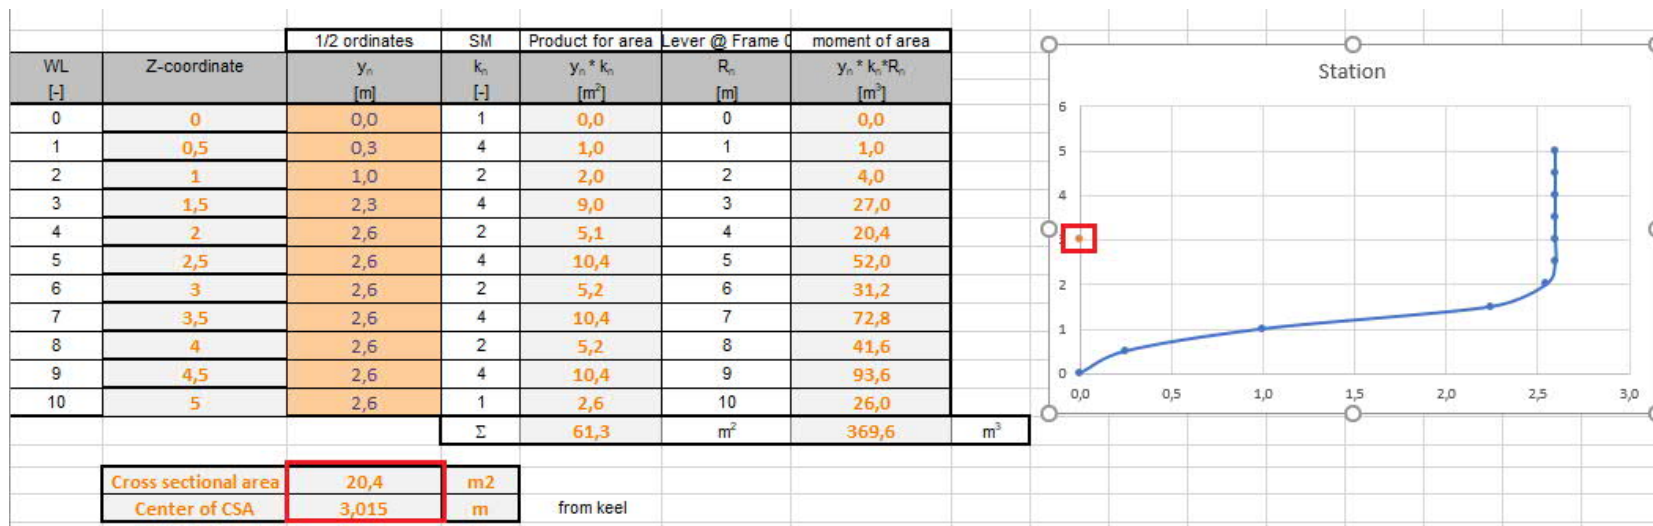 1/2 ordinates SM Product for area Lever @ Frame 0 moment of area
WL Z-coordinate yₙ kₙ yₙ * kₙ Rₙ yₙ * kₙ*Rₙ
[-] [m] [-] [m²] [m] [m³]
0 0 0,0 1 0,0 0 0,0
1 0,5 0,3 4 1,0 1 1,0
2 1 1,0 2 2,0 2 4,0
3 1,5 2,3 4 9,0 3 27,0
4 2 2,6 2 5,1 4 20,4
5 2,5 2,6 4 10,4 5 52,0
6 3 2,6 2 5,2 6 31,2
7 3,5 2,6 4 10,4 7 72,8
8 4 2,6 2 5,2 8 41,6
9 4,5 2,6 4 10,4 9 93,6
10 5 2,6 1 2,6 10 26,0
Σ 61,3 m² 369,6 m³
Cross sectional area 20,4 m2
Center of CSA 3,015 m from keel
Station
6
5
4
2
1
0
0,0 0,5 1,0 1,5 2,0 2,5 3,0